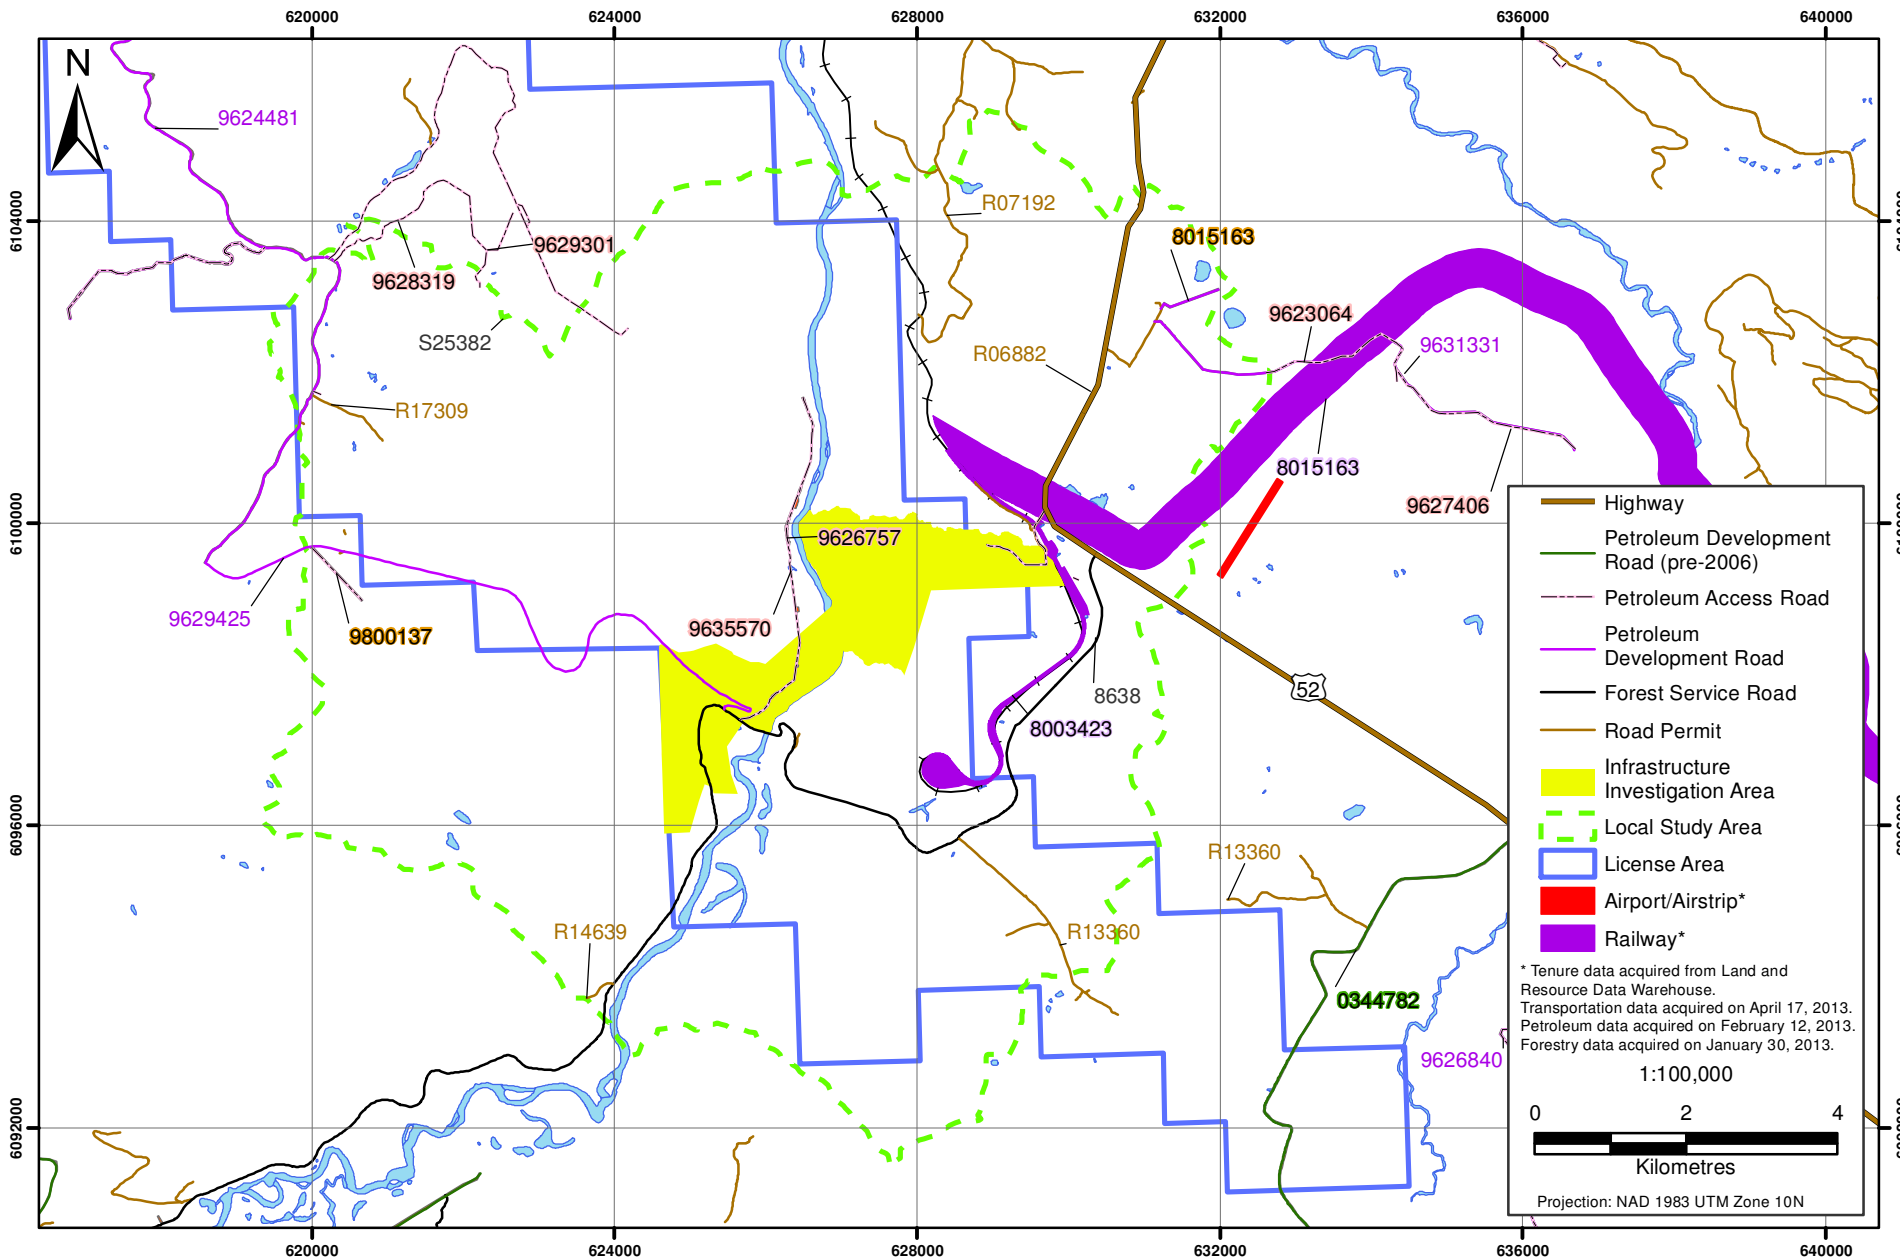 620000 624000 628000 632000 636000 640000
N
9624481
R07192
6104000
8015163
9629301
9628319
S25382
9623064
R06882
9631331
R17309
8015163
9627406
6100000
9626757
9629425
9800137
9635570
8638
8003423
52
6096000
R13360
R14639
R13360
0344782
9626840
6092000
Highway
Petroleum Development
Road (pre-2006)
Petroleum Access Road
Petroleum
Development Road
Forest Service Road
Road Permit
Infrastructure
Investigation Area
Local Study Area
License Area
Airport/Airstrip*
Railway*
* Tenure data acquired from Land and
Resource Data Warehouse.
Transportation data acquired on April 17, 2013.
Petroleum data acquired on February 12, 2013.
Forestry data acquired on January 30, 2013.
1:100,000
0 2 4
Kilometres
Projection: NAD 1983 UTM Zone 10N
620000 624000 628000 632000 636000 640000